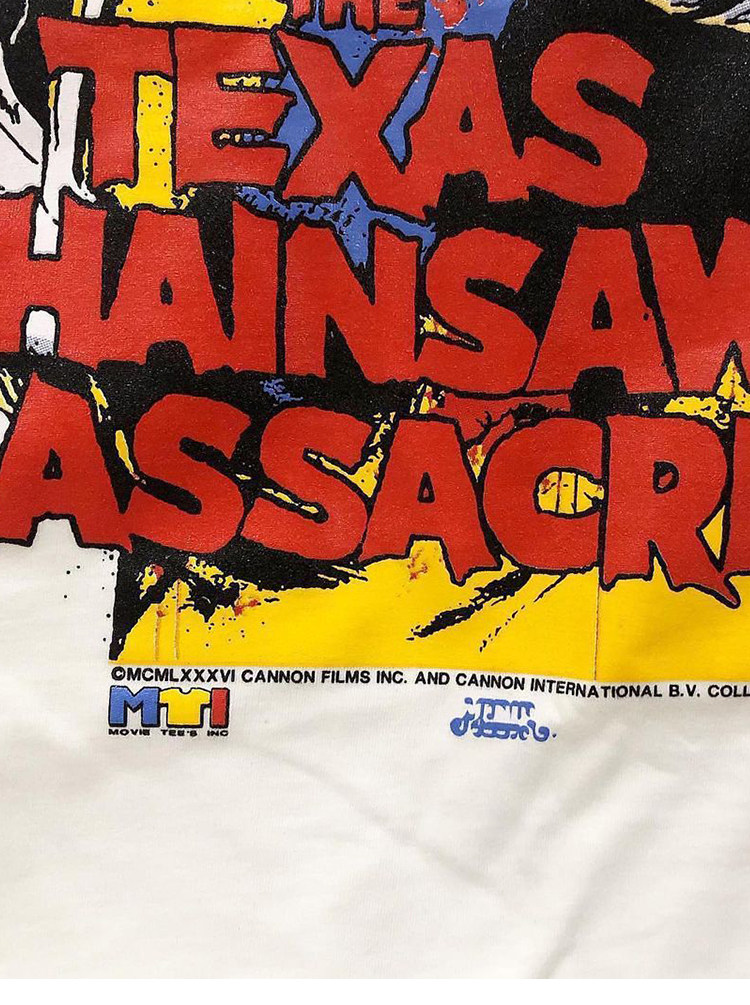 THE
TEXAS
HAINSAW
ASSACR
©MCMLXXXVI CANNON FILMS INC. AND CANNON INTERNATIONAL B.V. COLL
MTI
MOVIE TEE'S INC